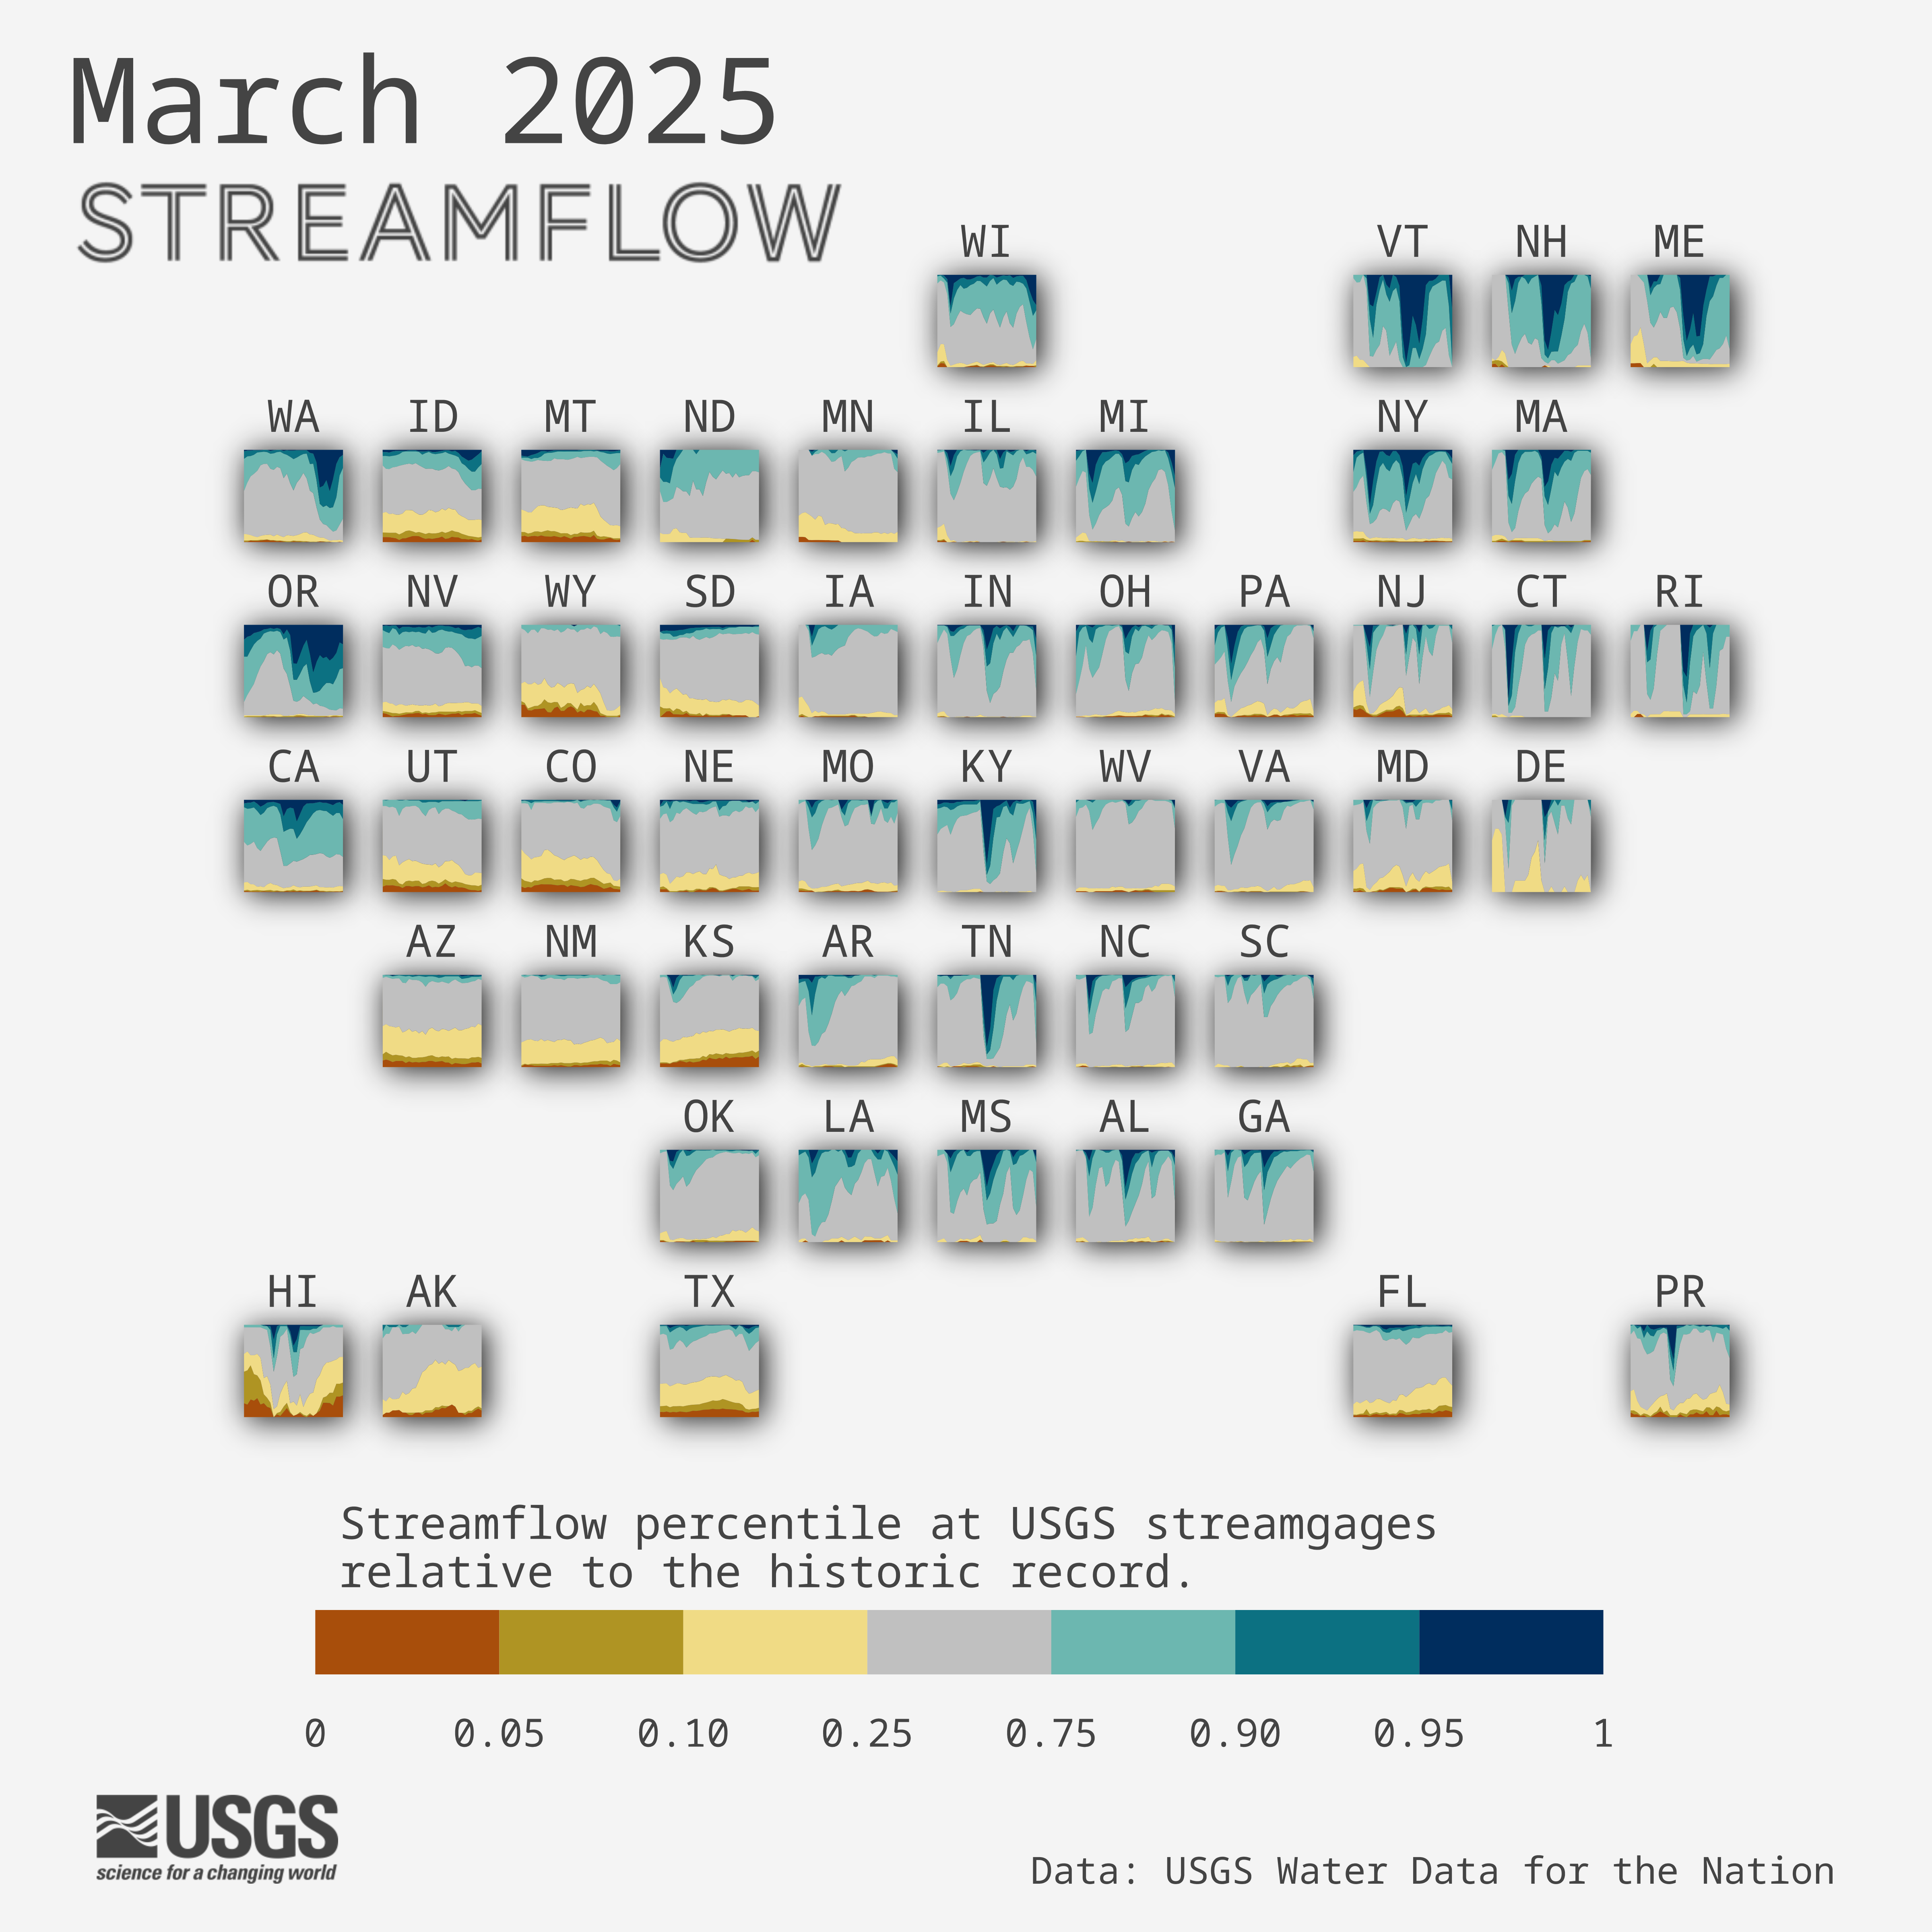 March 2025
STREAMFLOW
WI VT NH ME
WA ID MT ND MN IL MI NY MA
OR NV WY SD IA IN OH PA NJ CT RI
CA UT CO NE MO KY WV VA MD DE
AZ NM KS AR TN NC SC
OK LA MS AL GA
HI AK TX FL PR
Streamflow percentile at USGS streamgages
relative to the historic record.
0 0.05 0.10 0.25 0.75 0.90 0.95 1
USGS
science for a changing world
Data: USGS Water Data for the Nation